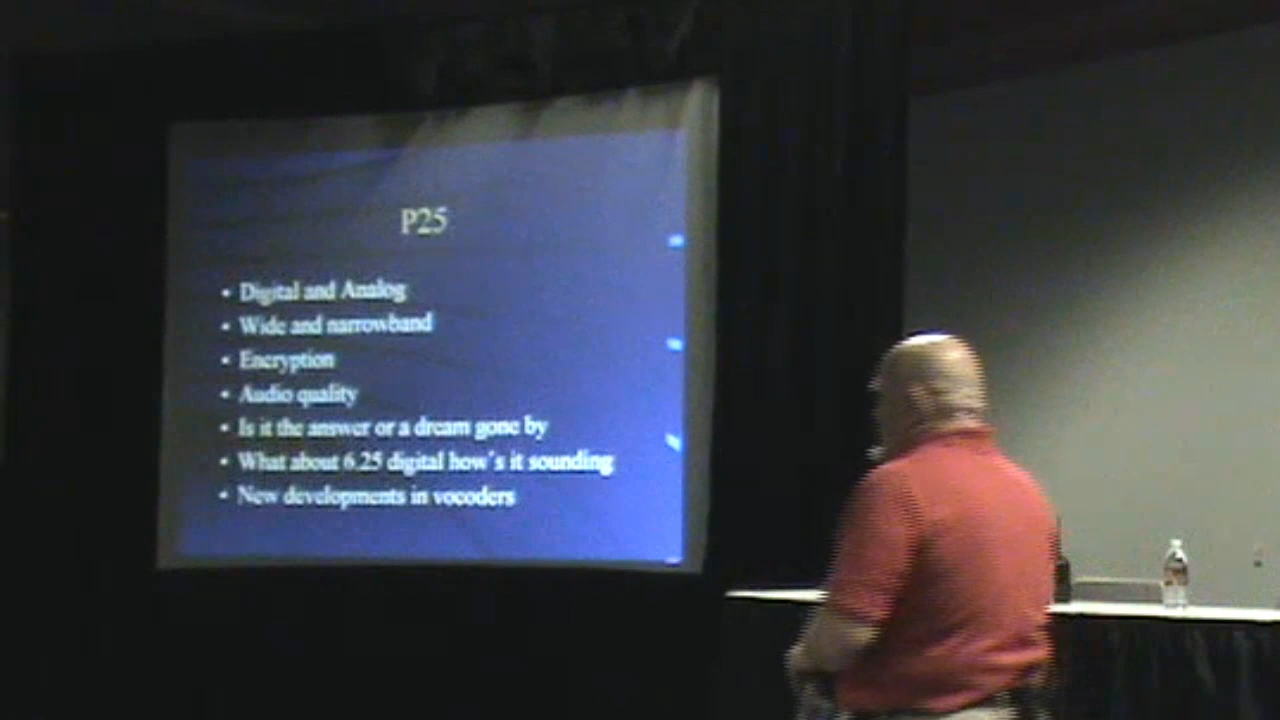 P25
• Digital and Analog
• Wide and narrowband
• Encryption
• Audio quality
• Is it the answer or a dream gone by
• What about 6.25 digital how's it sounding
• New developments in vocoders